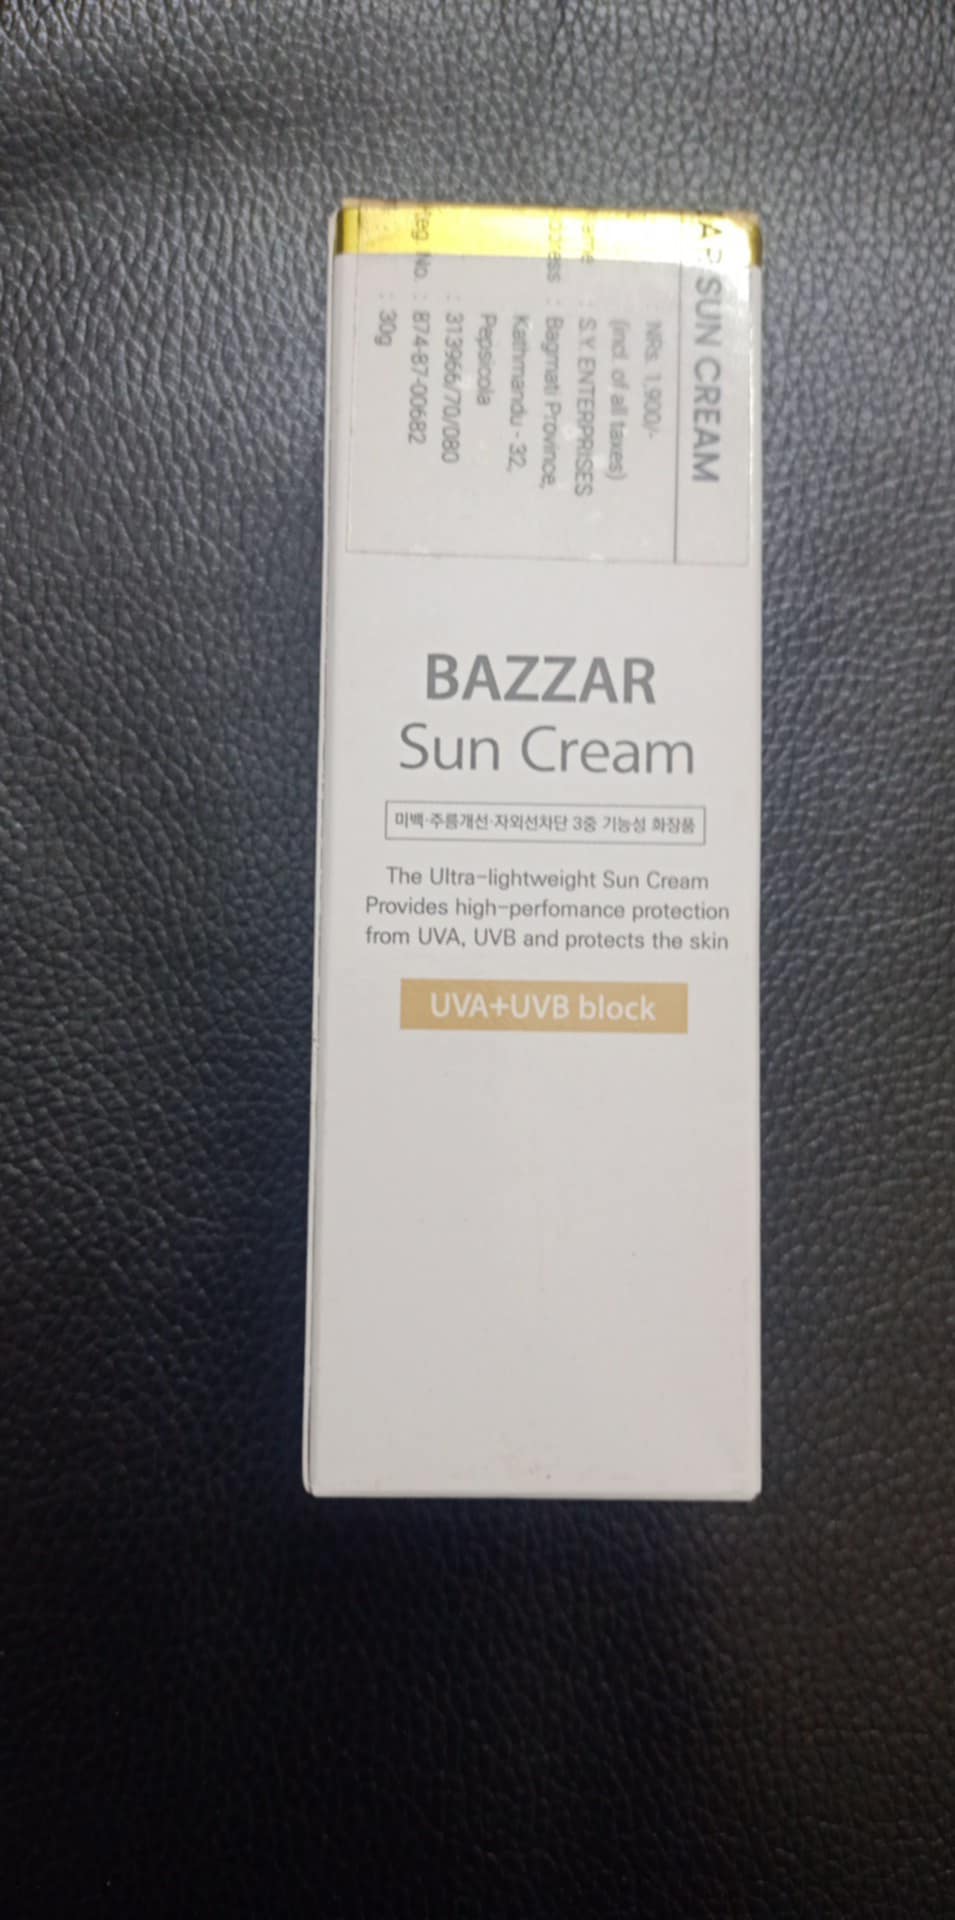 SUN CREAM
NRs. 1,900/-
(incl. of all taxes)
: S.Y. ENTERPRISES
: Bagmati Province,
Kathmandu - 32,
Pepsicola
: 313966/70/080
No. : 874-87-00682
: 30g
BAZZAR
Sun Cream
미백·주름개선·자외선차단 3중 기능성 화장품
The Ultra-lightweight Sun Cream
Provides high-perfomance protection
from UVA, UVB and protects the skin
UVA+UVB block